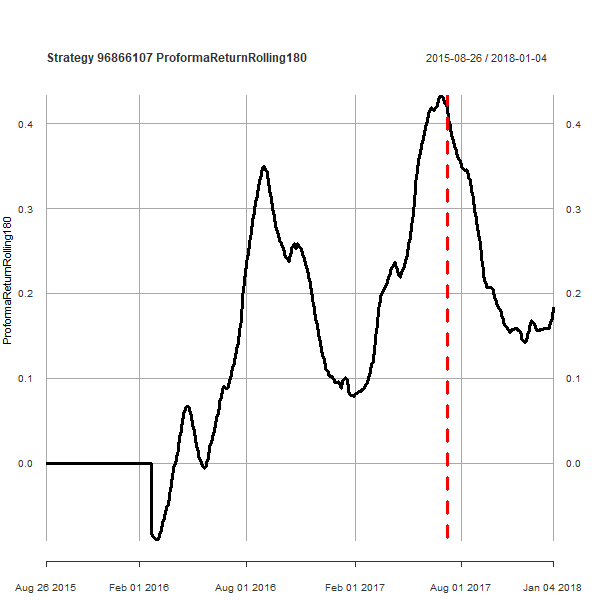 Strategy 96866107 ProformaReturnRolling180
2015-08-26 / 2018-01-04
ProformaReturnRolling180
0.4
0.4
0.3
0.3
0.2
0.2
0.1
0.1
0.0
0.0
Aug 26 2015
Feb 01 2016
Aug 01 2016
Feb 01 2017
Aug 01 2017
Jan 04 2018